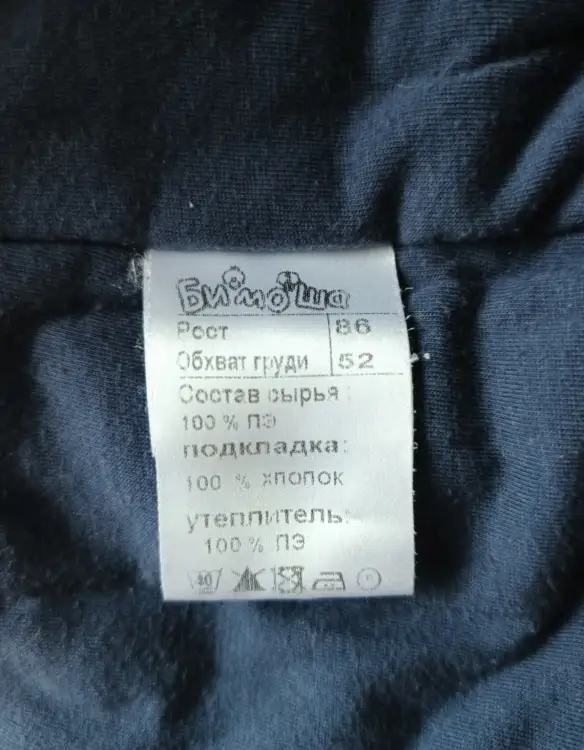 Бимоша
Рост 86
Обхват груди 52
Состав сырья:
100 % ПЭ
подкладка:
100 % хлопок
утеплитель:
100 % ПЭ